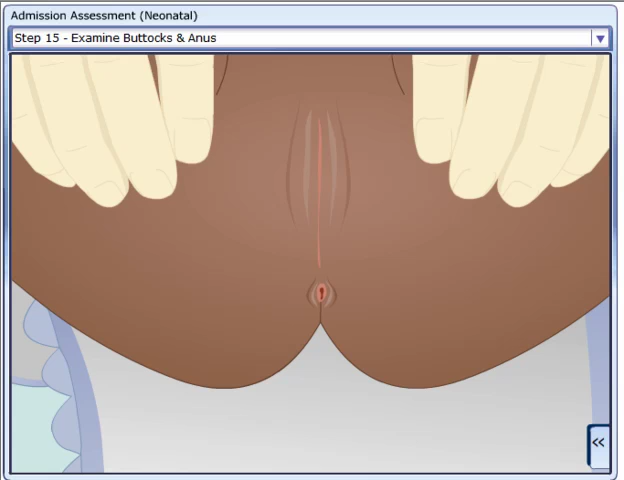 Admission Assessment (Neonatal)
Step 15 - Examine Buttocks & Anus
«